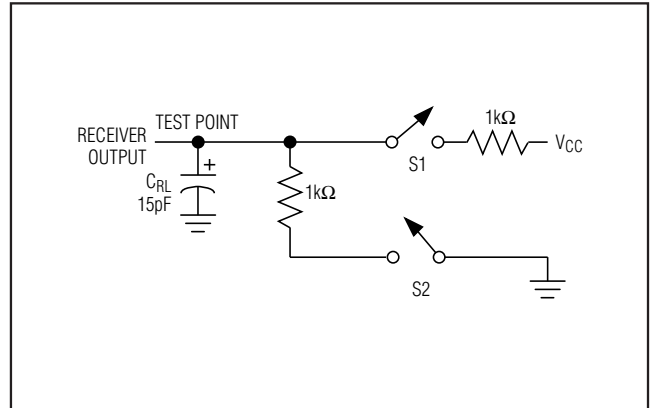 TEST POINT
RECEIVER
OUTPUT
+
CRL
15pF
1kΩ
S1
1kΩ
VCC
S2